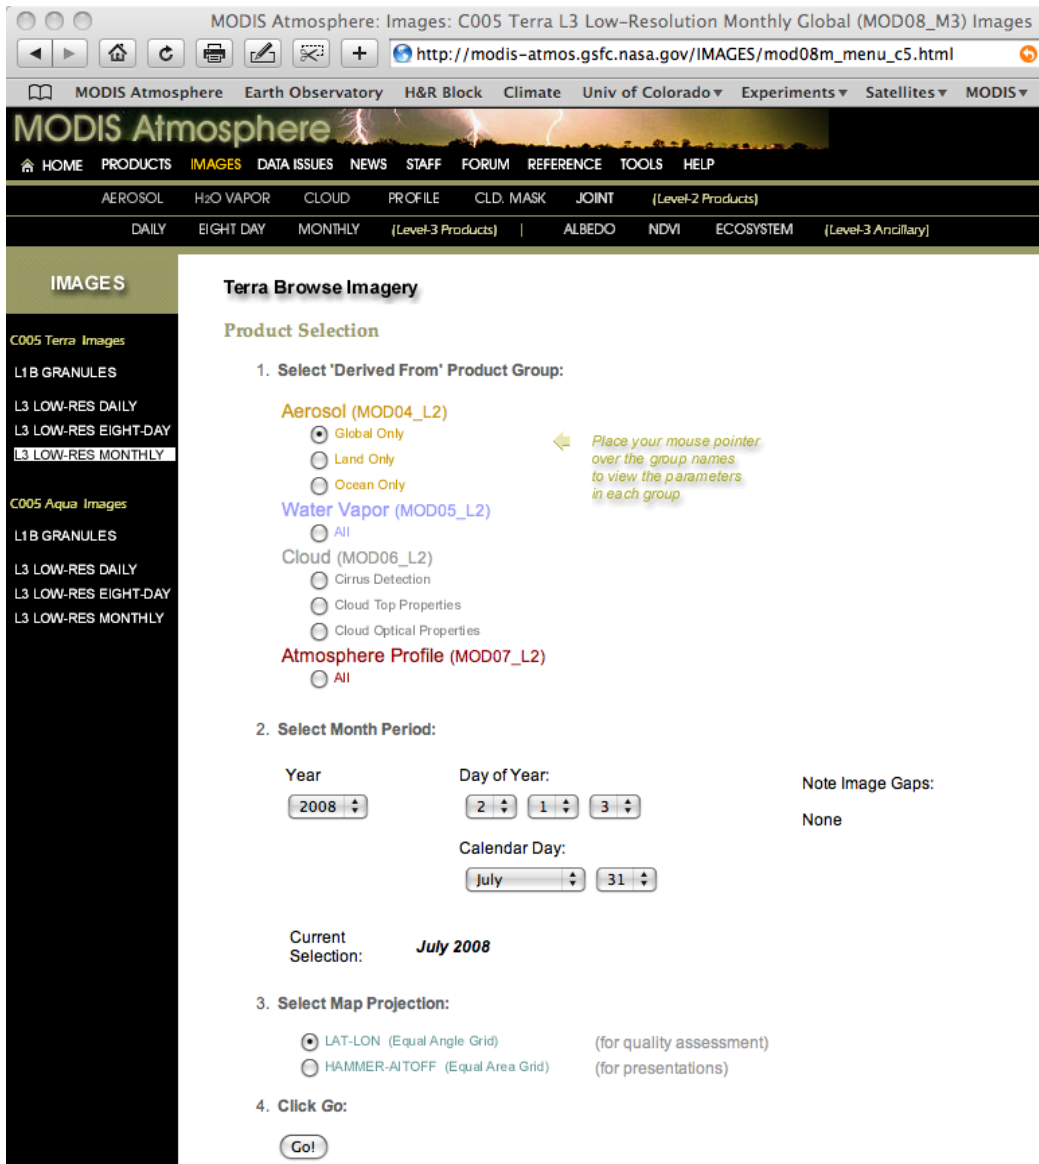 MODIS Atmosphere: Images: C005 Terra L3 Low-Resolution Monthly Global (MOD08_M3) Images
http://modis-atmos.gsfc.nasa.gov/IMAGES/mod08m_menu_c5.html
MODIS Atmosphere Earth Observatory H&R Block Climate Univ of Colorado Experiments Satellites MODIS
MODIS Atmosphere
HOME PRODUCTS IMAGES DATA ISSUES NEWS STAFF FORUM REFERENCE TOOLS HELP
AEROSOL H2O VAPOR CLOUD PROFILE CLD. MASK JOINT (Level-2 Products)
DAILY EIGHT DAY MONTHLY (Level-3 Products) | ALBEDO NDVI ECOSYSTEM (Level-3 Ancillary]
IMAGES
C005 Terra Images
L1B GRANULES
L3 LOW-RES DAILY
L3 LOW-RES EIGHT-DAY
L3 LOW-RES MONTHLY
C005 Aqua Images
L1B GRANULES
L3 LOW-RES DAILY
L3 LOW-RES EIGHT-DAY
L3 LOW-RES MONTHLY
Terra Browse Imagery
Product Selection
1. Select 'Derived From' Product Group:
Aerosol (MOD04_L2)
Global Only
Land Only
Ocean Only
Place your mouse pointer
over the group names
to view the parameters
in each group
Water Vapor (MOD05_L2)
All
Cloud (MOD06_L2)
Cirrus Detection
Cloud Top Properties
Cloud Optical Properties
Atmosphere Profile (MOD07_L2)
All
2. Select Month Period:
Year Day of Year:
2008 2 1 3
Note Image Gaps:
None
Calendar Day:
July 31
Current
Selection:
July 2008
3. Select Map Projection:
LAT-LON (Equal Angle Grid) (for quality assessment)
HAMMER-AITOFF (Equal Area Grid) (for presentations)
4. Click Go:
Go!